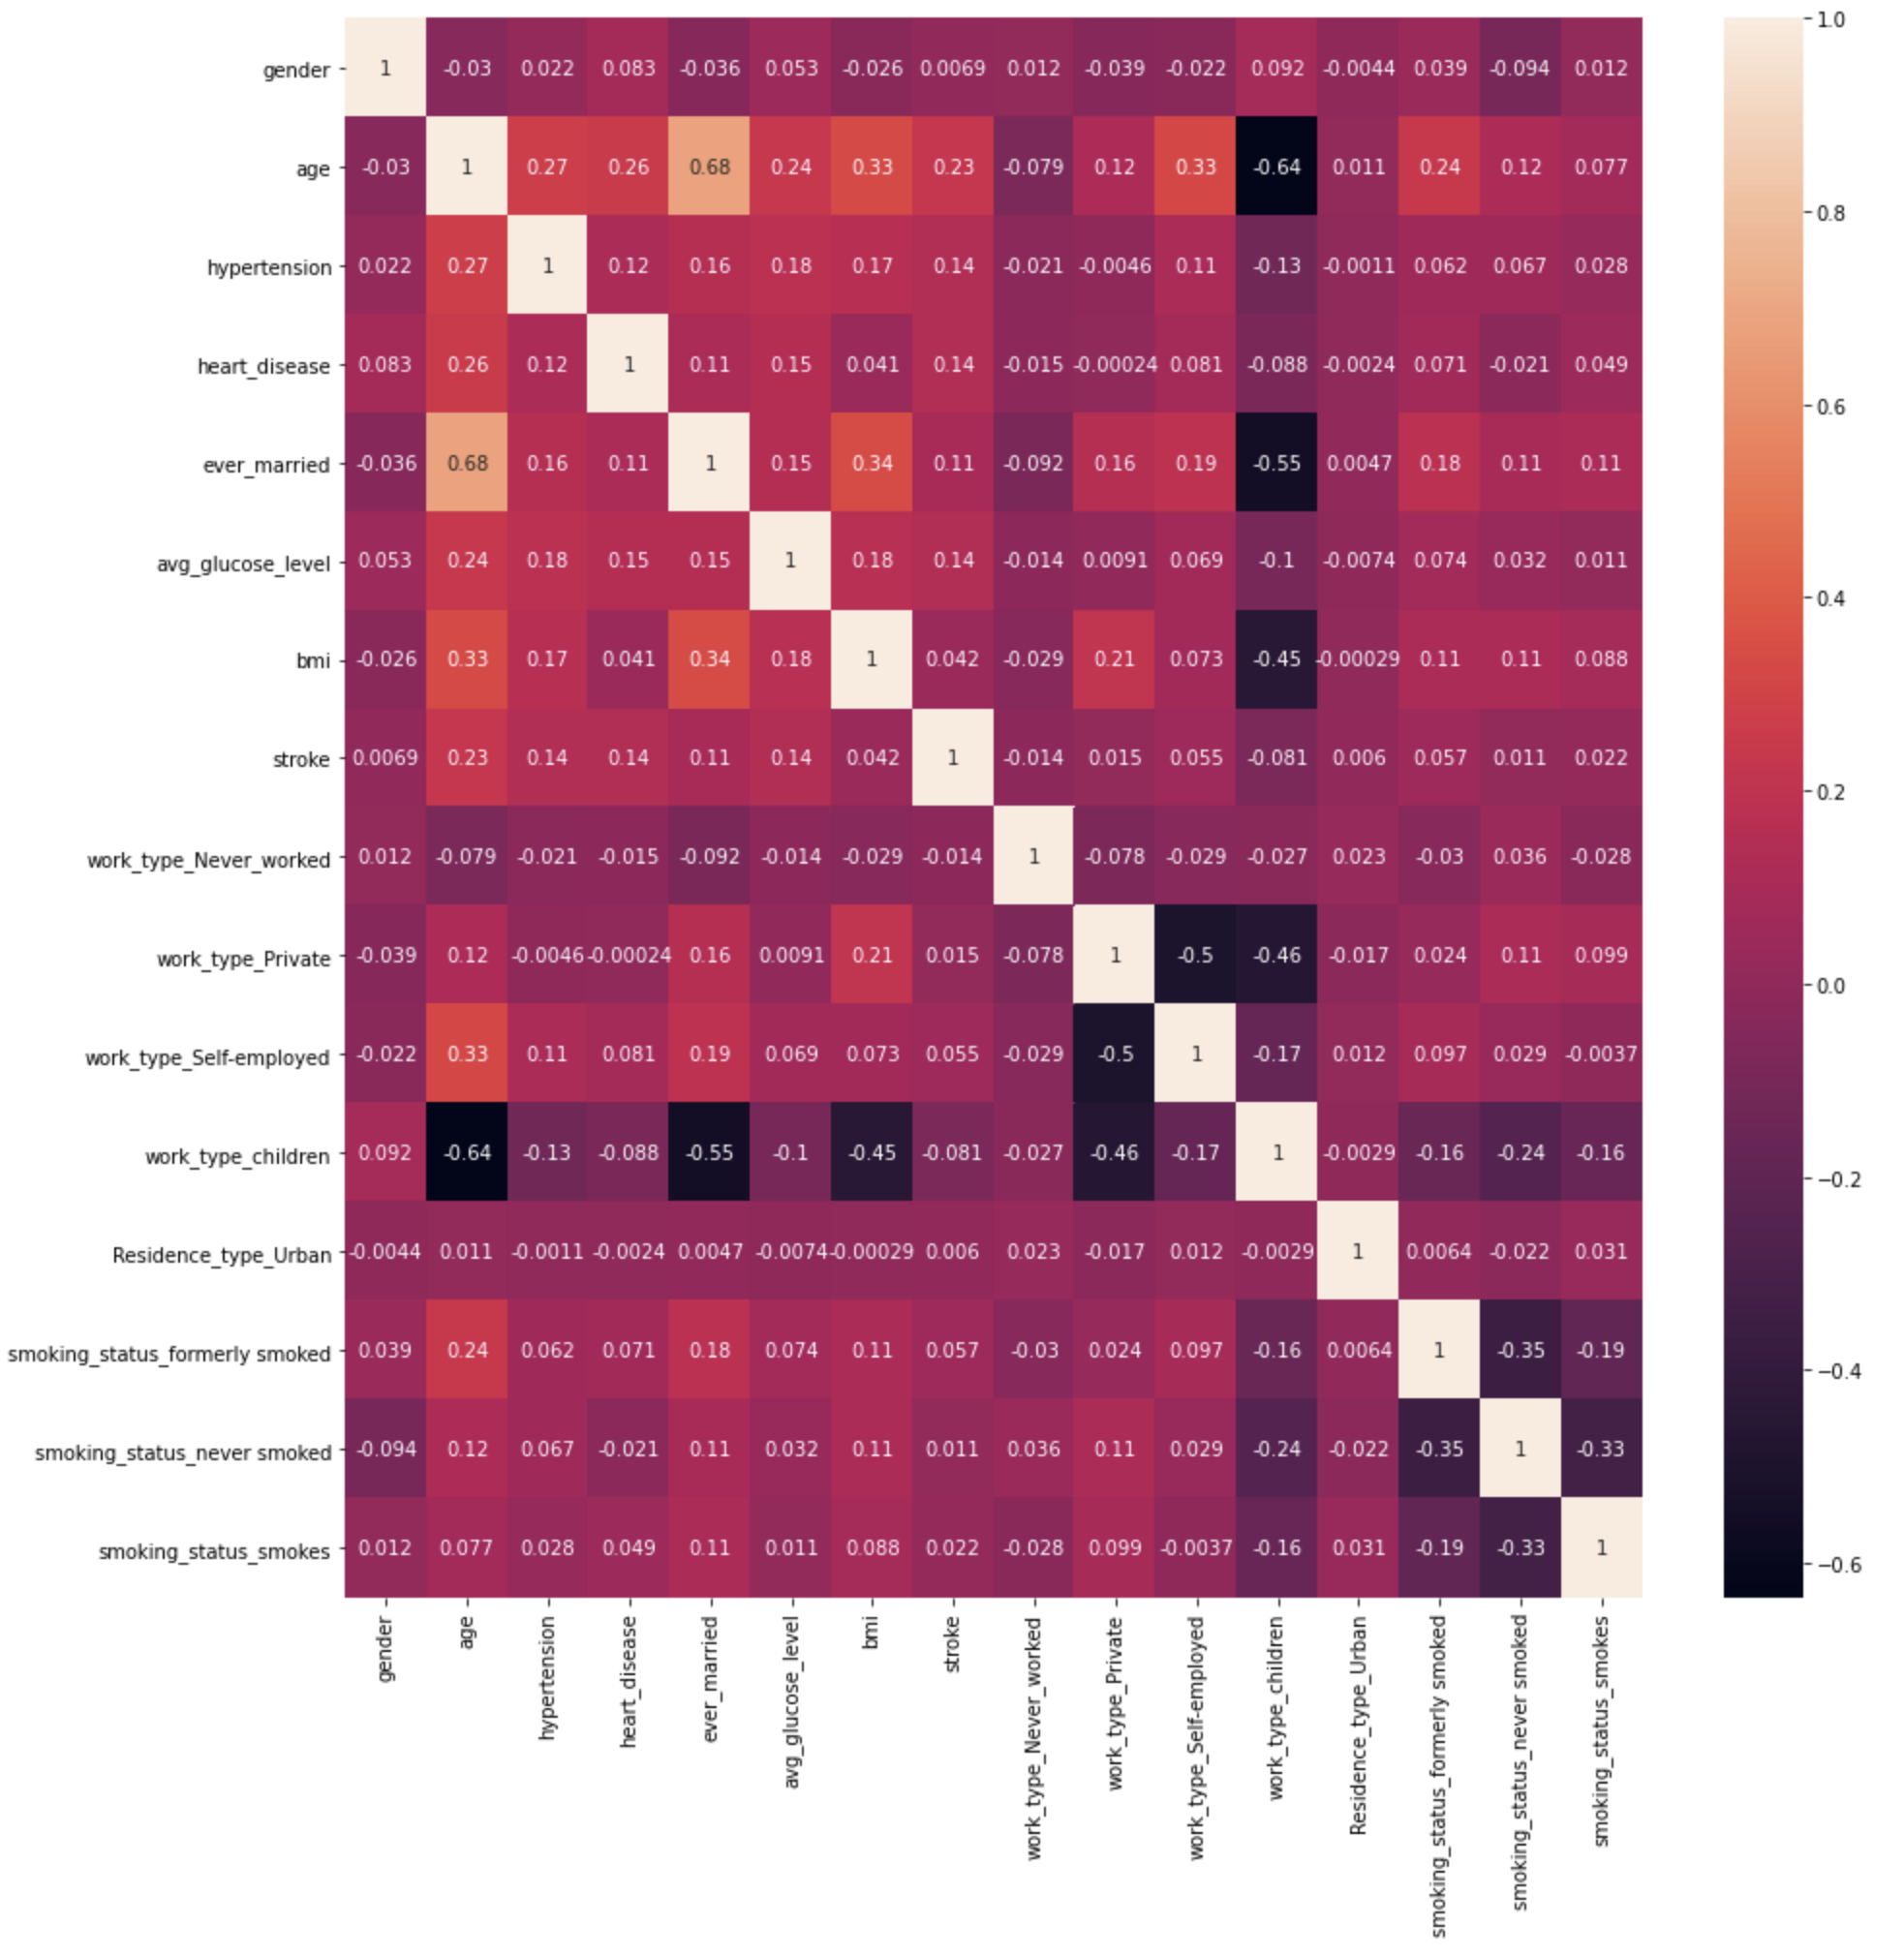 gender 1 -0.03 0.022 0.083 -0.036 0.053 -0.026 0.0069 0.012 -0.039 -0.022 0.092 -0.0044 0.039 -0.094 0.012
age -0.03 1 0.27 0.26 0.68 0.24 0.33 0.23 -0.079 0.12 0.33 -0.64 0.011 0.24 0.12 0.077
hypertension 0.022 0.27 1 0.12 0.16 0.18 0.17 0.14 -0.021 -0.0046 0.11 -0.13 -0.0011 0.062 0.067 0.028
heart_disease 0.083 0.26 0.12 1 0.11 0.15 0.041 0.14 -0.015 -0.00024 0.081 -0.088 -0.0024 0.071 -0.021 0.049
ever_married -0.036 0.68 0.16 0.11 1 0.15 0.34 0.11 -0.092 0.16 0.19 -0.55 0.0047 0.18 0.11 0.11
avg_glucose_level 0.053 0.24 0.18 0.15 0.15 1 0.18 0.14 -0.014 0.0091 0.069 -0.1 -0.0074 0.074 0.032 0.011
bmi -0.026 0.33 0.17 0.041 0.34 0.18 1 0.042 -0.029 0.21 0.073 -0.45 -0.00029 0.11 0.11 0.088
stroke 0.0069 0.23 0.14 0.14 0.11 0.14 0.042 1 -0.014 0.015 0.055 -0.081 0.006 0.057 0.011 0.022
work_type_Never_worked 0.012 -0.079 -0.021 -0.015 -0.092 -0.014 -0.029 -0.014 1 -0.078 -0.029 -0.027 0.023 -0.03 0.036 -0.028
work_type_Private -0.039 0.12 -0.0046 -0.00024 0.16 0.0091 0.21 0.015 -0.078 1 -0.5 -0.46 -0.017 0.024 0.11 0.099
work_type_Self-employed -0.022 0.33 0.11 0.081 0.19 0.069 0.073 0.055 -0.029 -0.5 1 -0.17 0.012 0.097 0.029 -0.0037
work_type_children 0.092 -0.64 -0.13 -0.088 -0.55 -0.1 -0.45 -0.081 -0.027 -0.46 -0.17 1 -0.0029 -0.16 -0.24 -0.16
Residence_type_Urban -0.0044 0.011 -0.0011 -0.0024 0.0047 -0.0074 -0.00029 0.006 0.023 -0.017 0.012 -0.0029 1 0.0064 -0.022 0.031
smoking_status_formerly smoked 0.039 0.24 0.062 0.071 0.18 0.074 0.11 0.057 -0.03 0.024 0.097 -0.16 0.0064 1 -0.35 -0.19
smoking_status_never smoked -0.094 0.12 0.067 -0.021 0.11 0.032 0.11 0.011 0.036 0.11 0.029 -0.24 -0.022 -0.35 1 -0.33
smoking_status_smokes 0.012 0.077 0.028 0.049 0.11 0.011 0.088 0.022 -0.028 0.099 -0.0037 -0.16 0.031 -0.19 -0.33 1
gender
age
hypertension
heart_disease
ever_married
avg_glucose_level
bmi
stroke
work_type_Never_worked
work_type_Private
work_type_Self-employed
work_type_children
Residence_type_Urban
smoking_status_formerly smoked
smoking_status_never smoked
smoking_status_smokes
1.0
0.8
0.6
0.4
0.2
0.0
−0.2
−0.4
−0.6